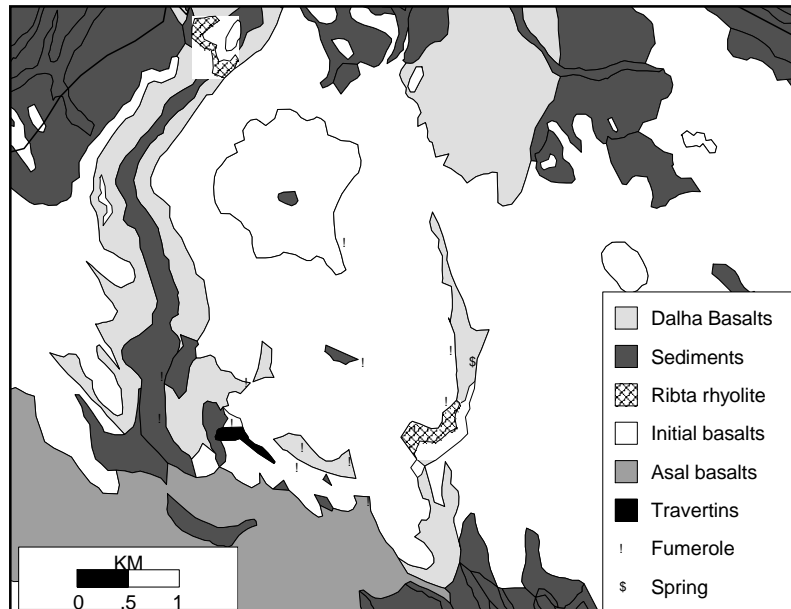 Dalha Basalts
Sediments
Ribta rhyolite
Initial basalts
Asal basalts
Travertins
! Fumerole
$ Spring
KM
0 .5 1